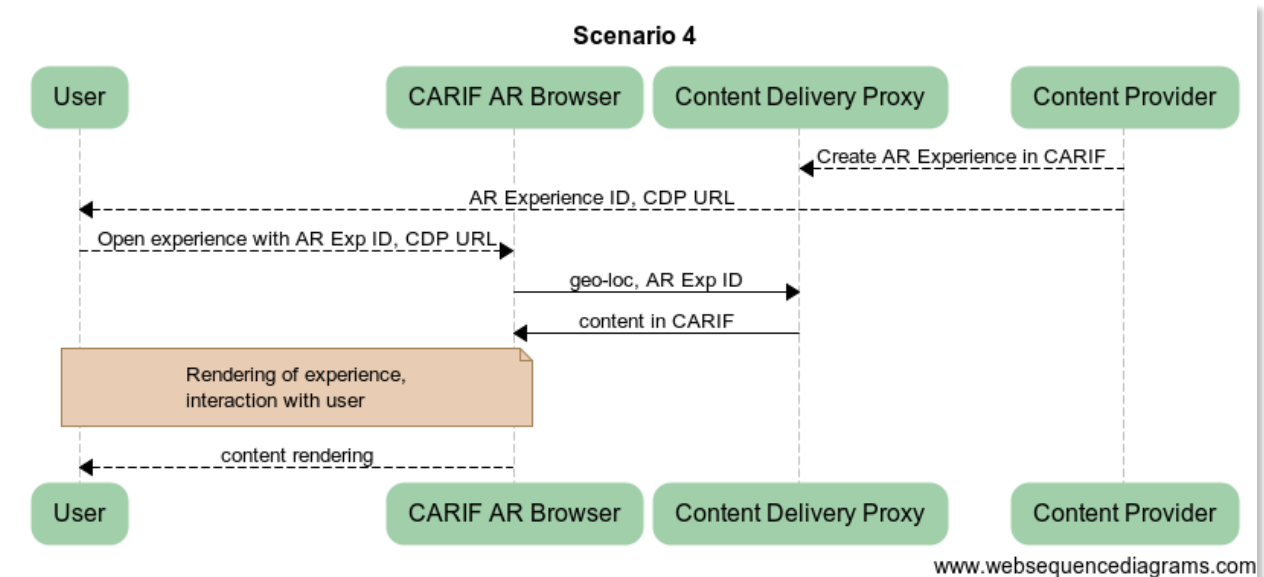 Scenario 4
User
CARIF AR Browser
Content Delivery Proxy
Content Provider
Create AR Experience in CARIF
AR Experience ID, CDP URL
Open experience with AR Exp ID, CDP URL
geo-loc, AR Exp ID
content in CARIF
Rendering of experience,
interaction with user
content rendering
User
CARIF AR Browser
Content Delivery Proxy
Content Provider
www.websequencediagrams.com